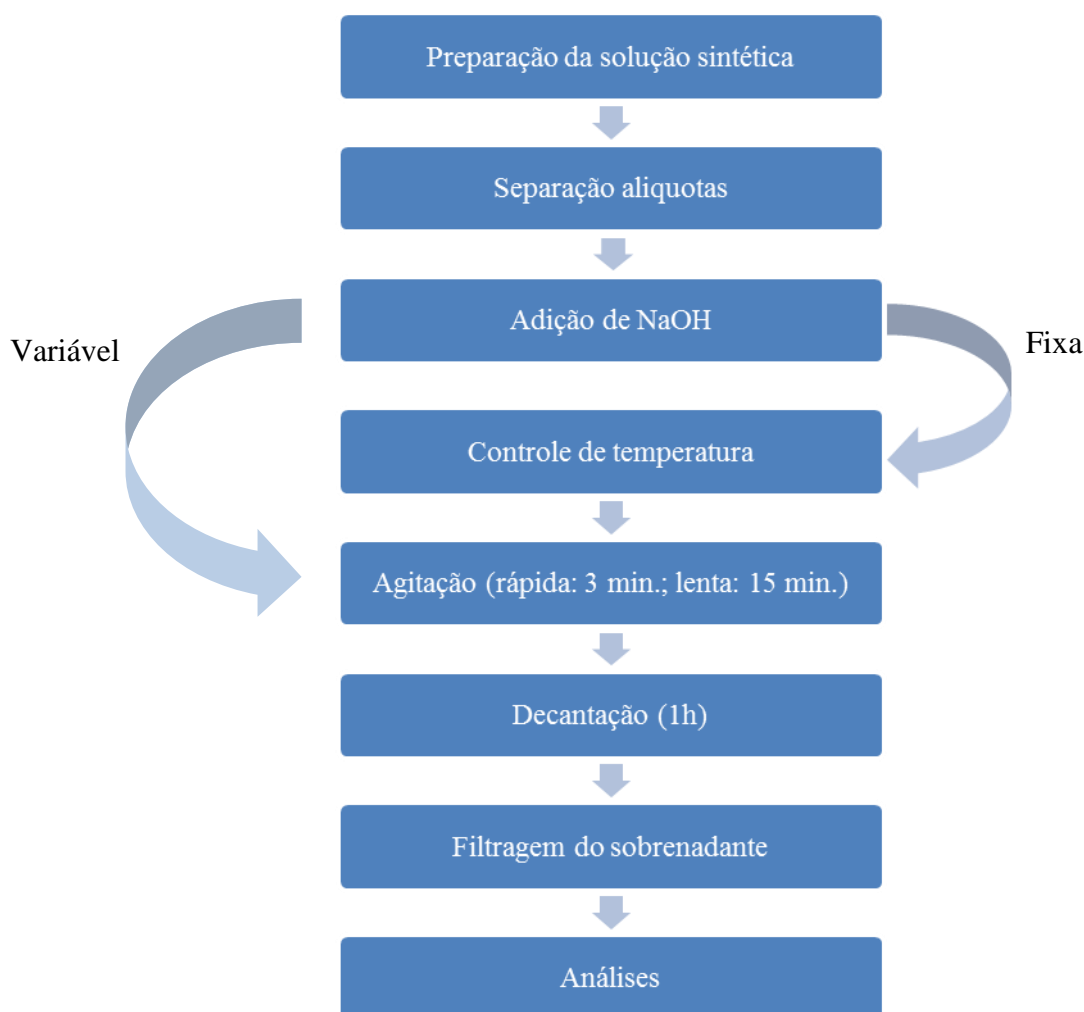 Preparação da solução sintética
Separação aliquotas
Adição de NaOH
Variável
Fixa
Controle de temperatura
Agitação (rápida: 3 min.; lenta: 15 min.)
Decantação (1h)
Filtragem do sobrenadante
Análises